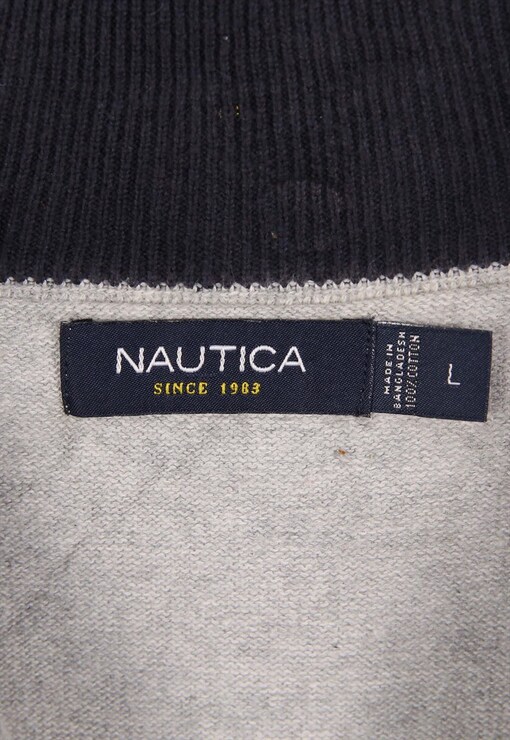 NAUTICA
SINCE 1983
MADE IN
BANGLADESH
100% COTTON
L